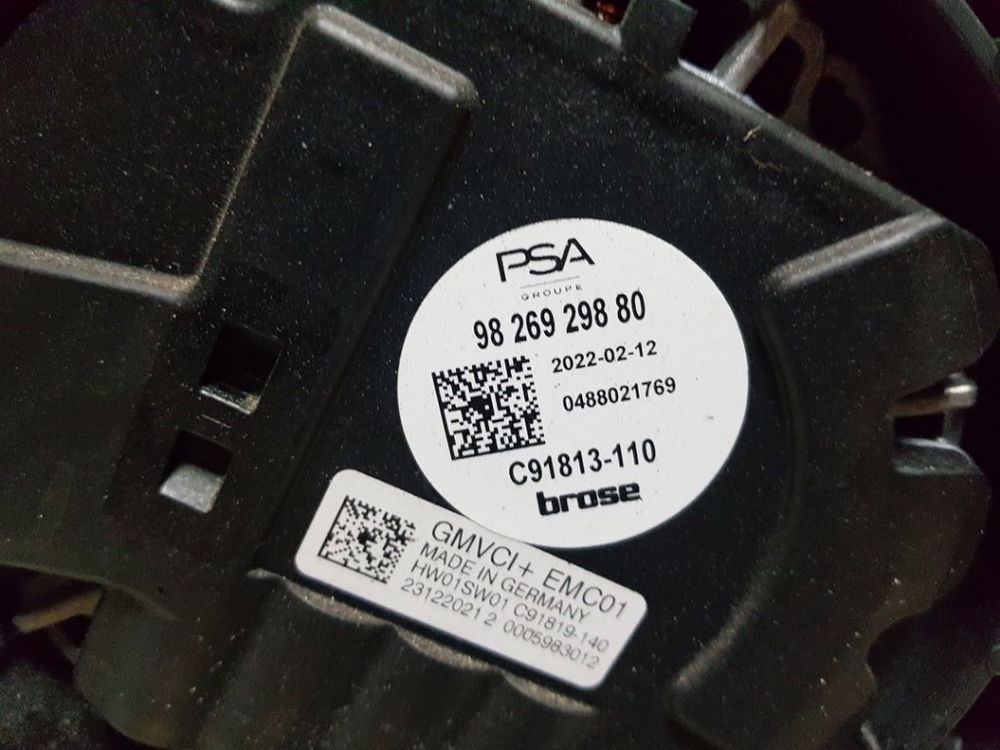 PSA
GROUPE
98 269 298 80
2022-02-12
0488021769
C91813-110
brose
GMVCI+ EMC01
MADE IN GERMANY
HW01SW01 C91819-140
23122021 2 0005983012